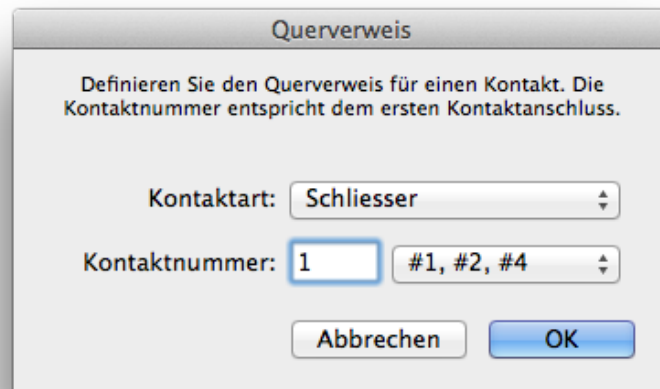 Querverweis
Definieren Sie den Querverweis für einen Kontakt. Die
Kontaktnummer entspricht dem ersten Kontaktanschluss.
Kontaktart: Schliesser
Kontaktnummer: 1 #1, #2, #4
Abbrechen OK